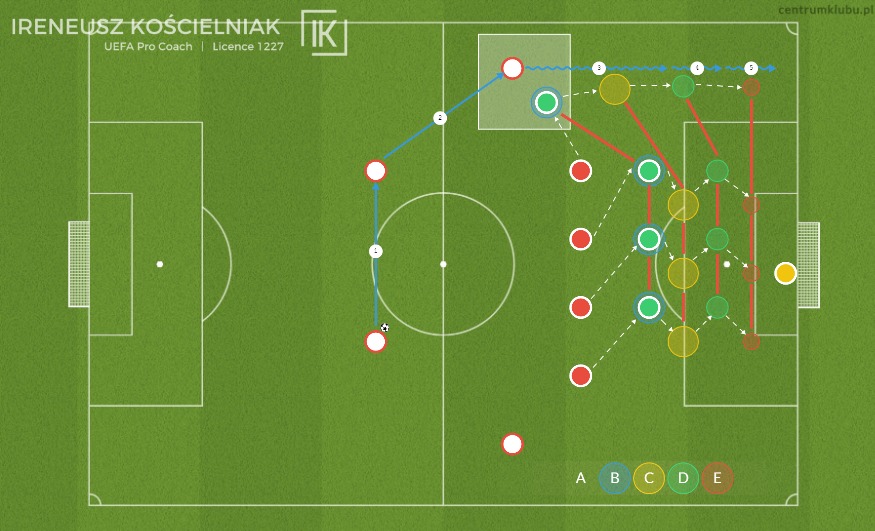 centrumklubu.pl
IRENEUSZ KOŚCIELNIAK
UEFA Pro Coach | Licence 1227
IK
3
4
5
2
1
A B C D E